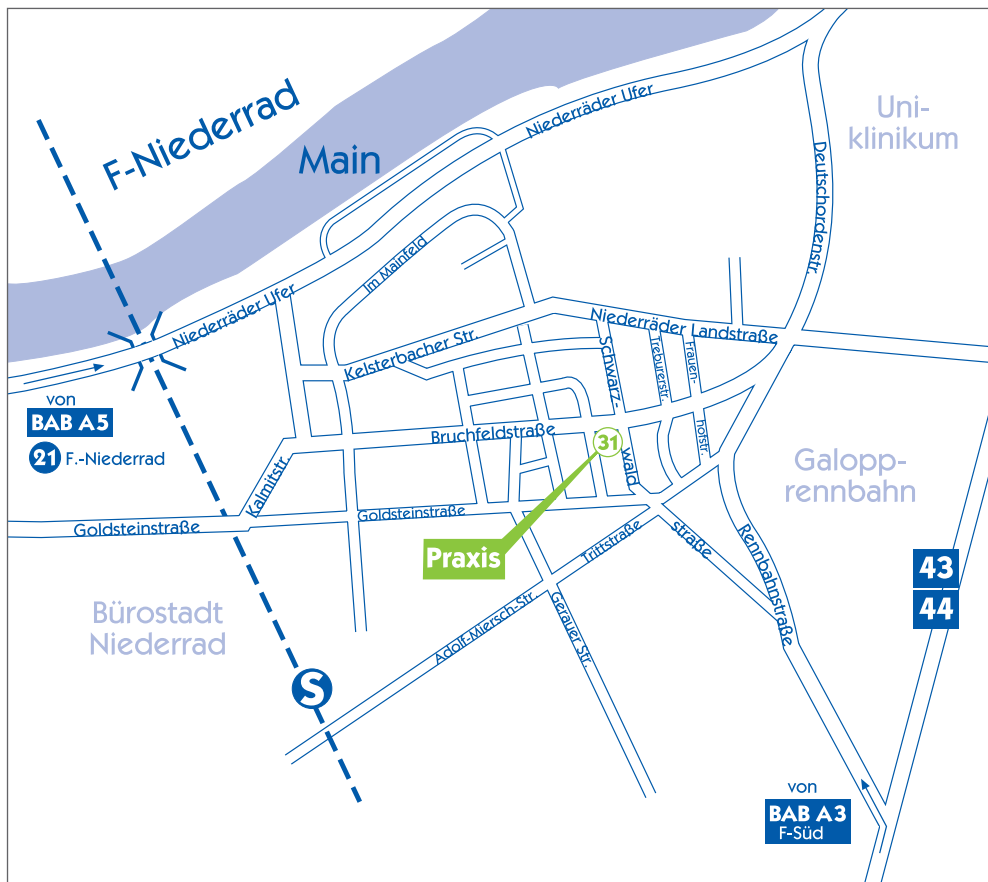 F-Niederrad
Main
Niederräder Ufer
Uni-
klinikum
Deutschordenstr.
Im Mainfeld
Niederräder Ufer
Niederräder Landstraße
Kelsterbacher Str.
Schwarz-
Treburerstr.
Frauen-
hofstr.
von
BAB A5
21 F.-Niederrad
Bruchfeldstraße
31
wald
straße
Kalmitstr.
Galopp-
rennbahn
Goldsteinstraße
Goldsteinstraße
Praxis
Trittstraße
Rennbahnstraße
43
44
Bürostadt
Niederrad
Adolf-Miersch-Str.
Gerauer Str.
S
von
BAB A3
F-Süd